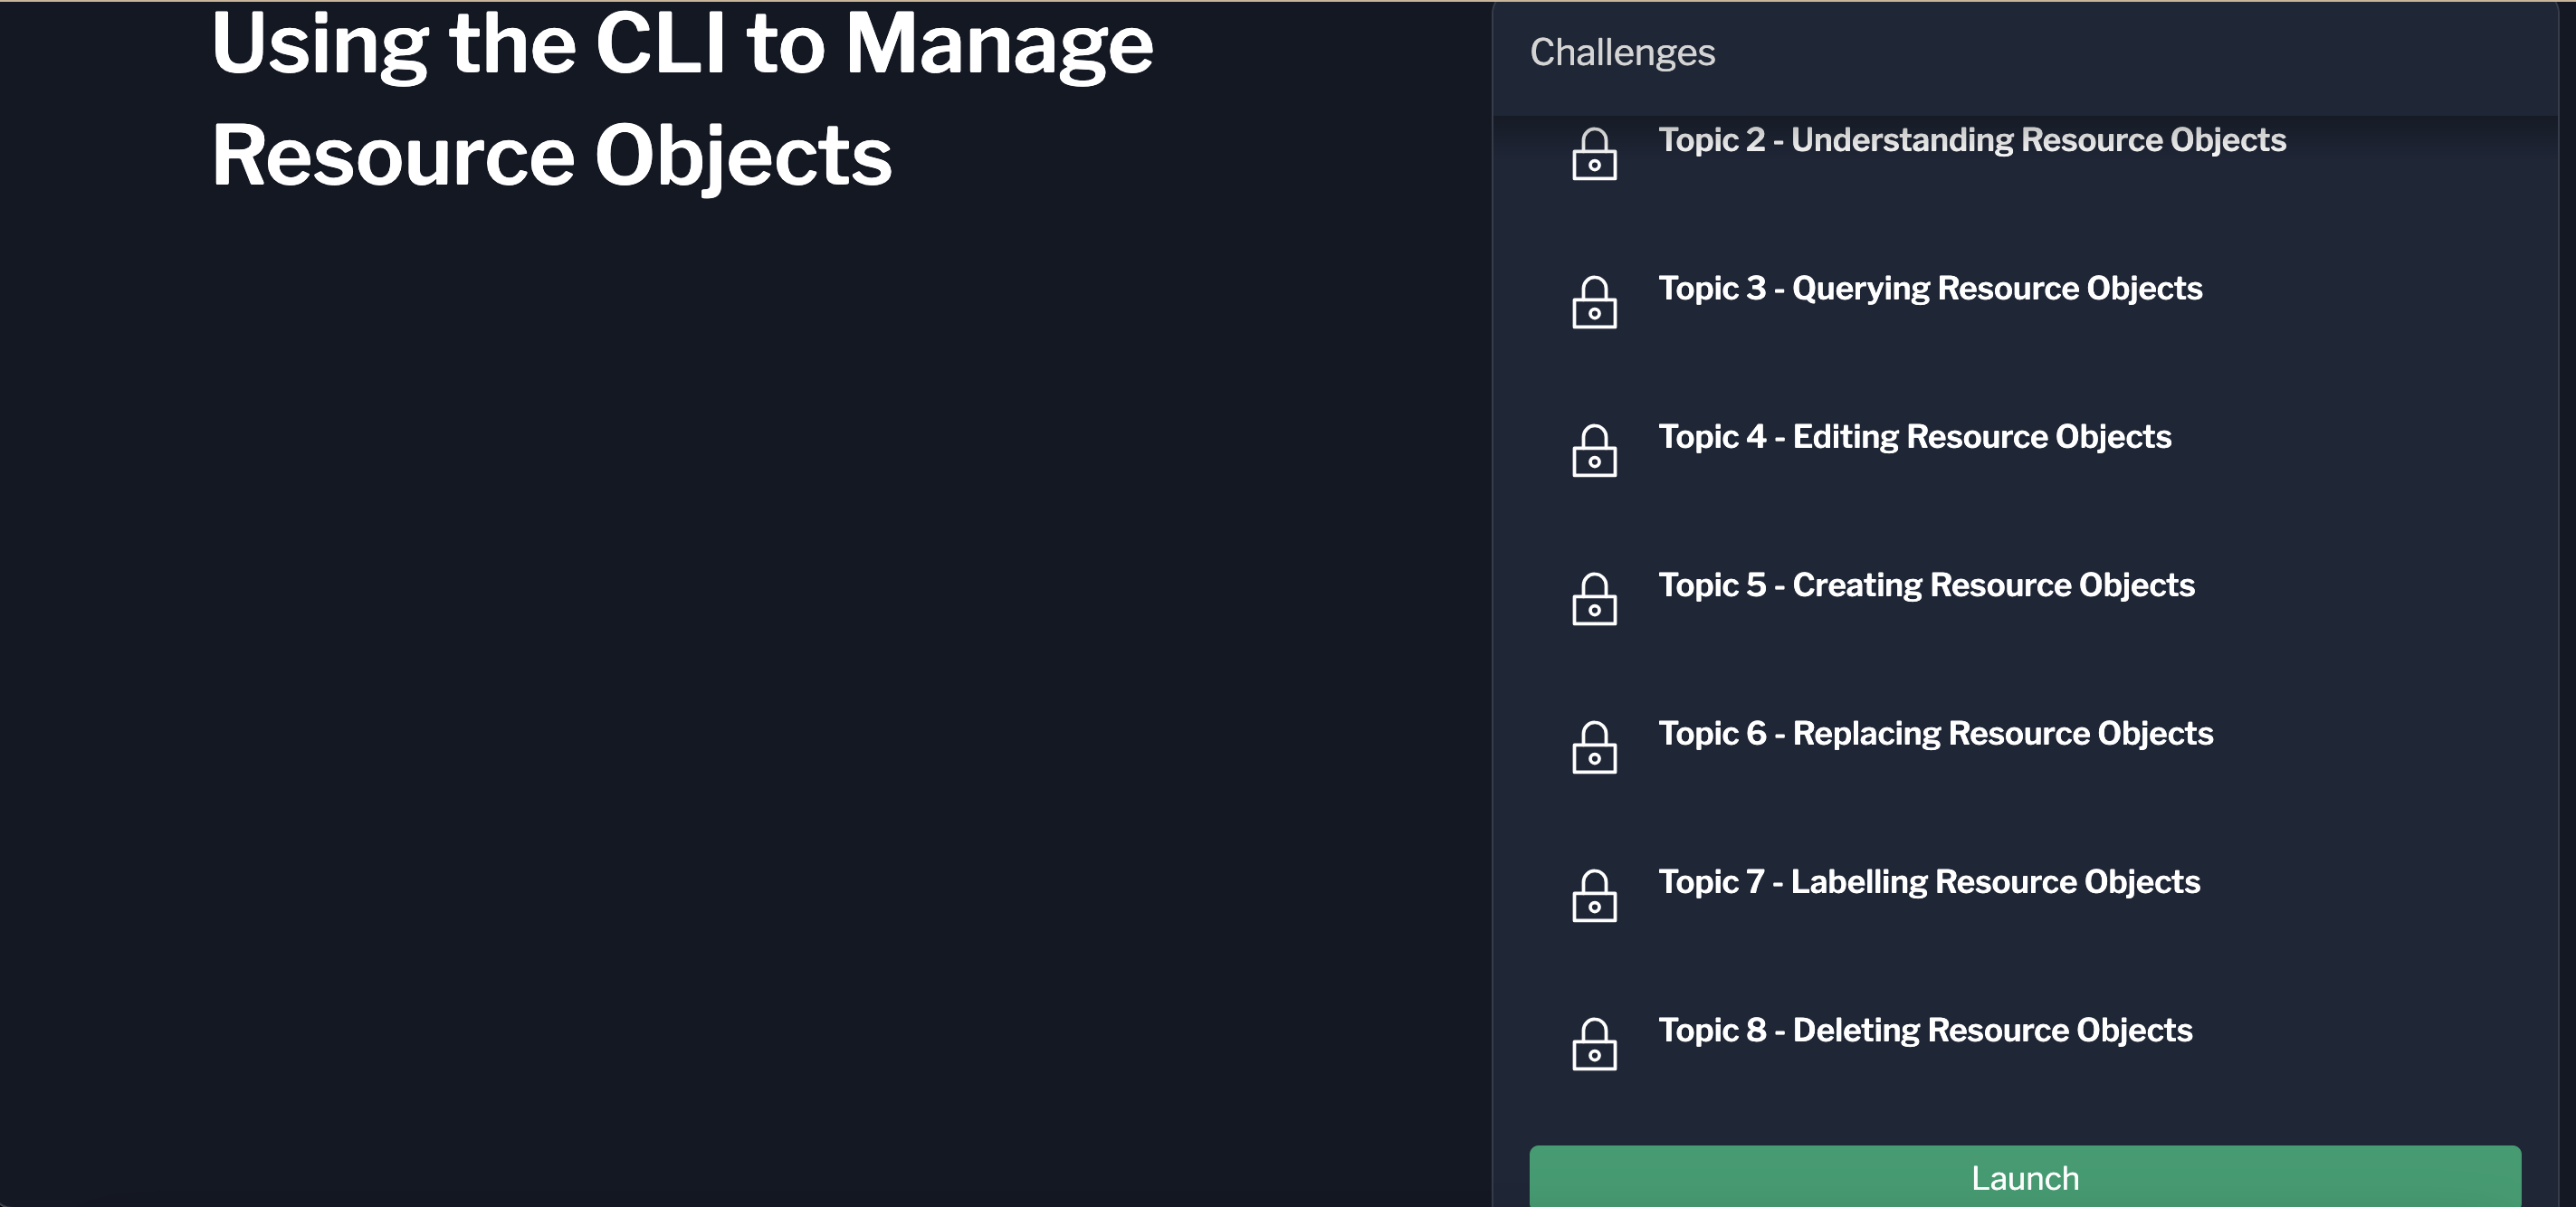 Using the CLI to Manage
Resource Objects
Challenges
Topic 2 - Understanding Resource Objects
Topic 3 - Querying Resource Objects
Topic 4 - Editing Resource Objects
Topic 5 - Creating Resource Objects
Topic 6 - Replacing Resource Objects
Topic 7 - Labelling Resource Objects
Topic 8 - Deleting Resource Objects
Launch